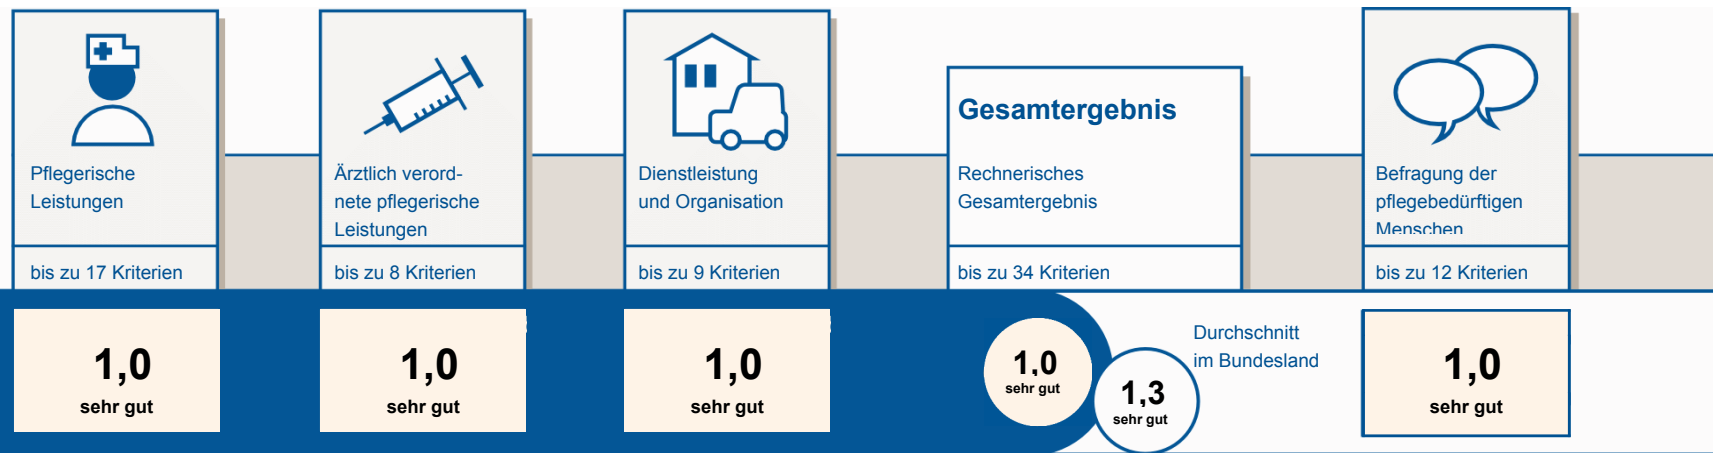 Pflegerische
Leistungen
bis zu 17 Kriterien
1,0
sehr gut
Ärztlich verord-
nete pflegerische
Leistungen
bis zu 8 Kriterien
1,0
sehr gut
Dienstleistung
und Organisation
bis zu 9 Kriterien
1,0
sehr gut
Gesamtergebnis
Rechnerisches
Gesamtergebnis
bis zu 34 Kriterien
1,0
sehr gut
1,3
sehr gut
Durchschnitt
im Bundesland
Befragung der
pflegebedürftigen
Menschen
bis zu 12 Kriterien
1,0
sehr gut